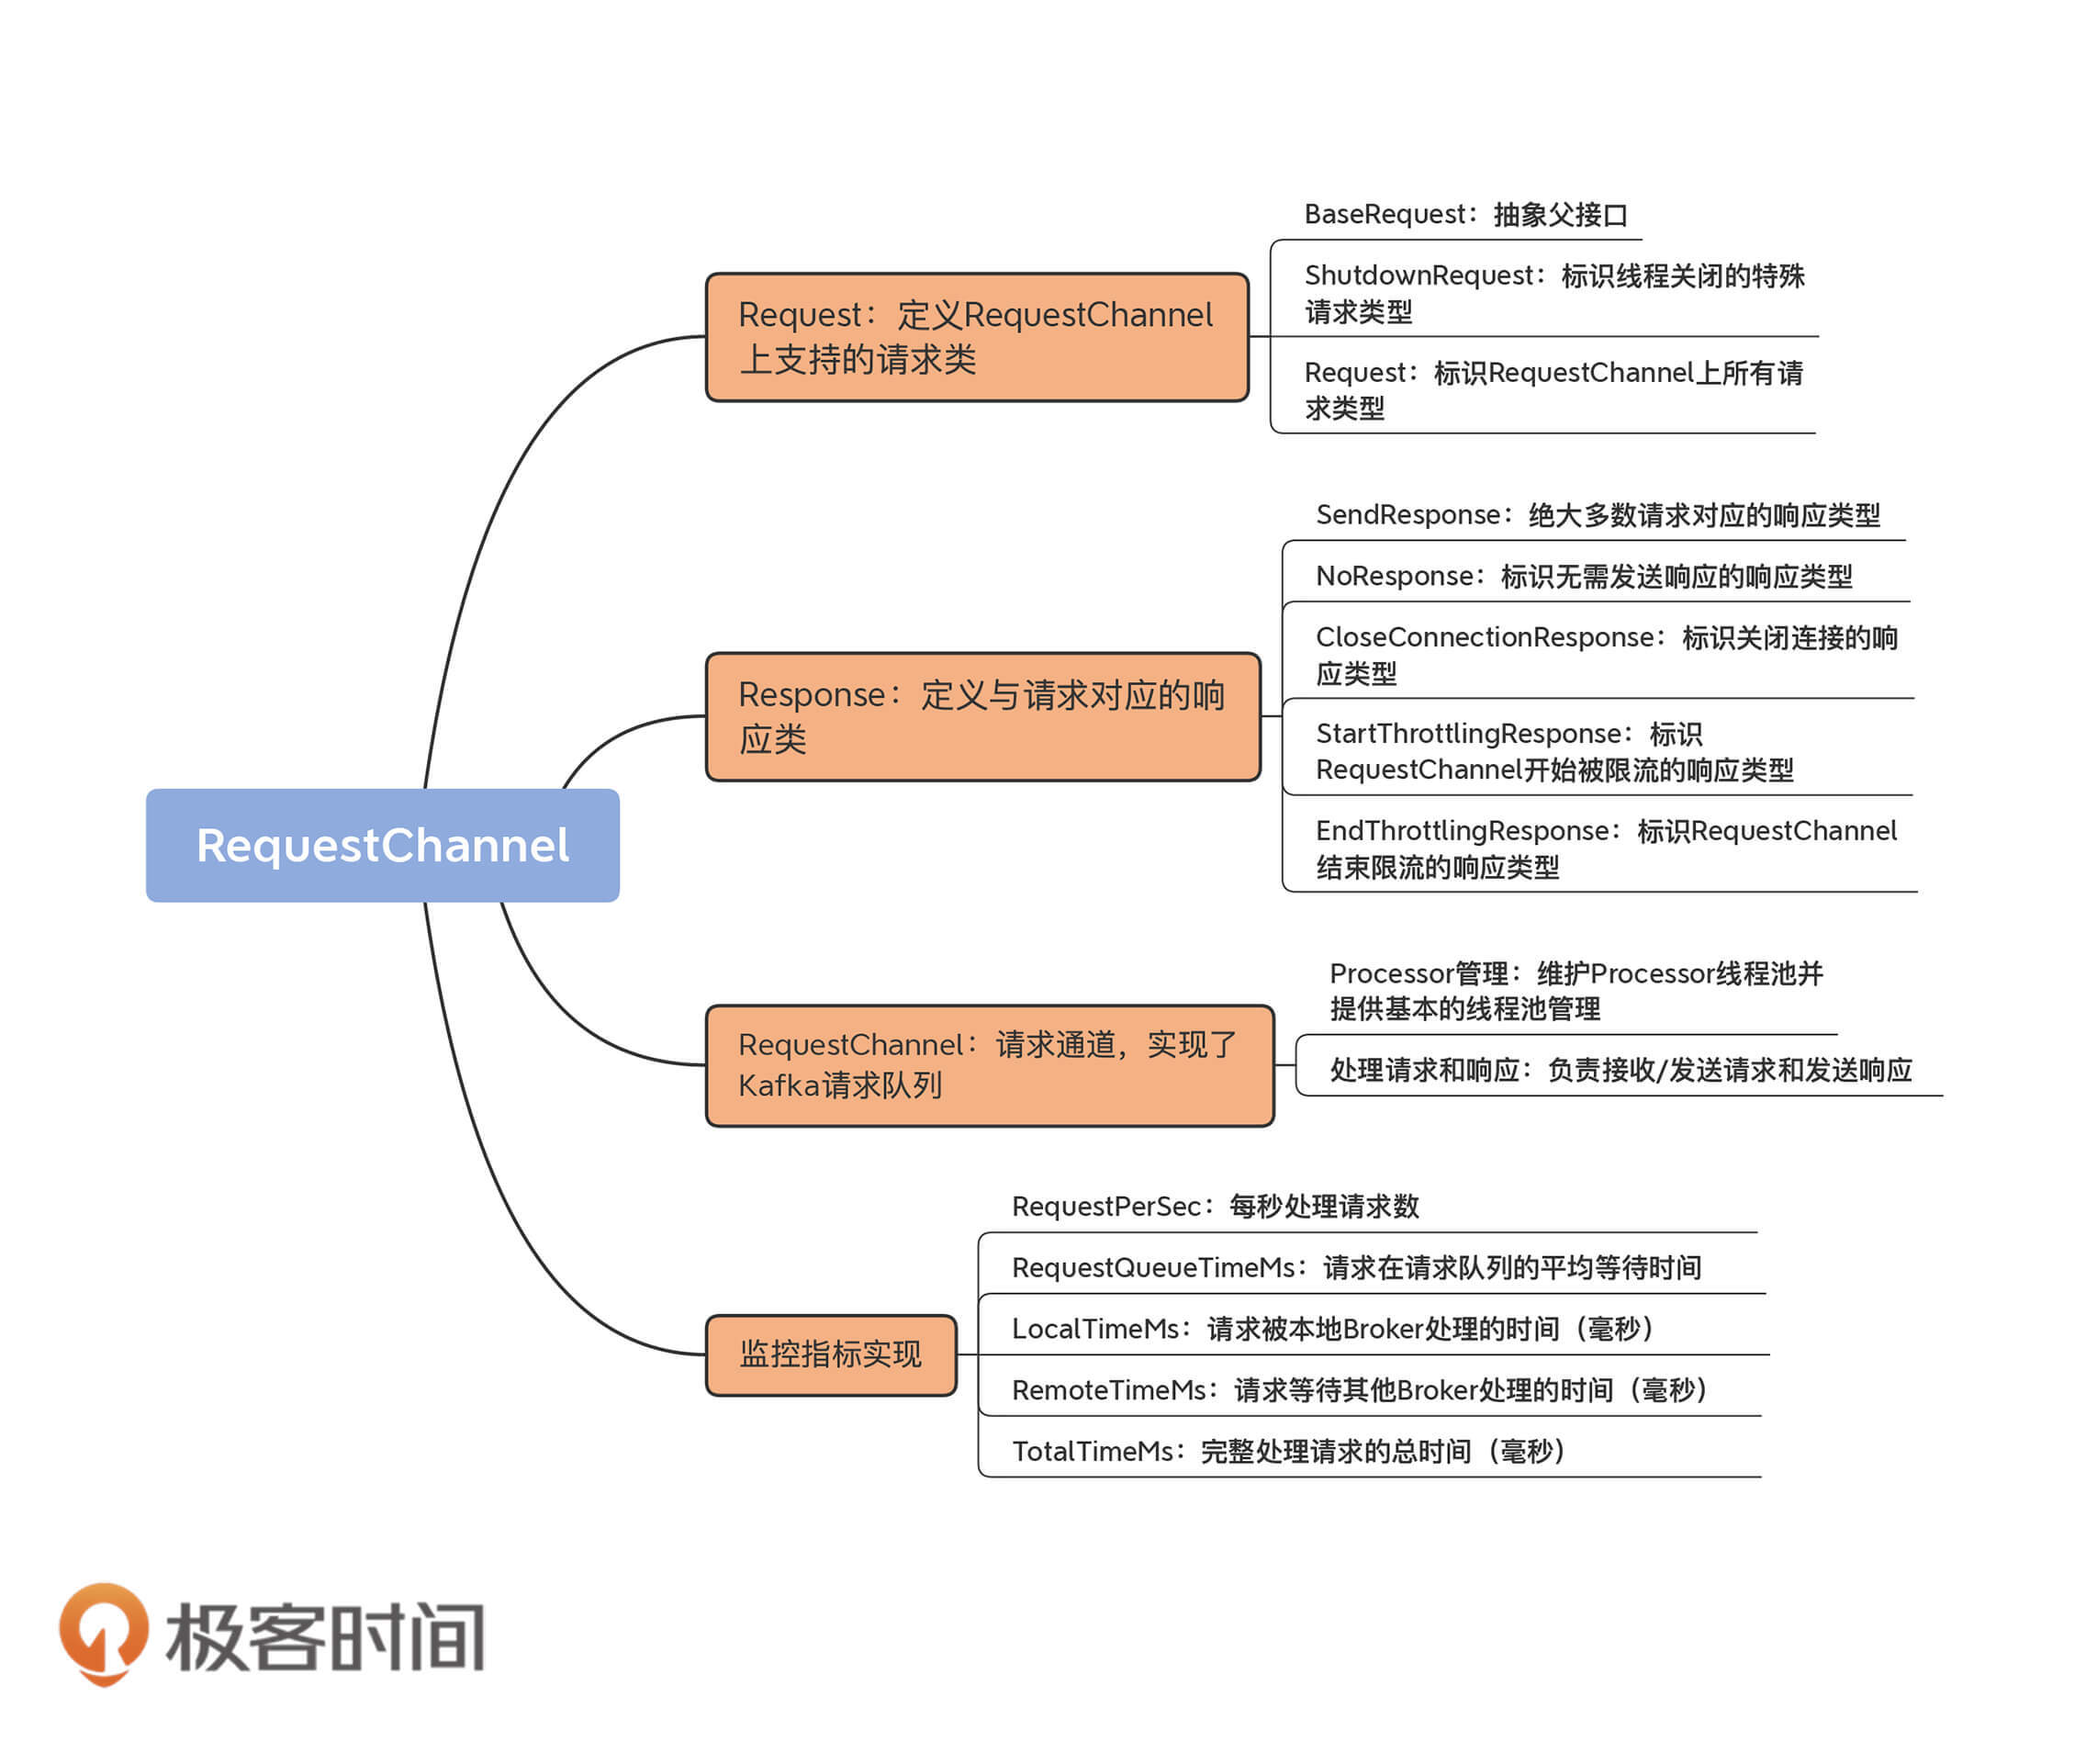 RequestChannel
Request：定义RequestChannel
上支持的请求类
BaseRequest：抽象父接口
ShutdownRequest：标识线程关闭的特殊
请求类型
Request：标识RequestChannel上所有请
求类型
Response：定义与请求对应的响
应类
SendResponse：绝大多数请求对应的响应类型
NoResponse：标识无需发送响应的响应类型
CloseConnectionResponse：标识关闭连接的响
应类型
StartThrottlingResponse：标识
RequestChannel开始被限流的响应类型
EndThrottlingResponse：标识RequestChannel
结束限流的响应类型
RequestChannel：请求通道，实现了
Kafka请求队列
Processor管理：维护Processor线程池并
提供基本的线程池管理
处理请求和响应：负责接收/发送请求和发送响应
监控指标实现
RequestPerSec：每秒处理请求数
RequestQueueTimeMs：请求在请求队列的平均等待时间
LocalTimeMs：请求被本地Broker处理的时间（毫秒）
RemoteTimeMs：请求等待其他Broker处理的时间（毫秒）
TotalTimeMs：完整处理请求的总时间（毫秒）
极客时间